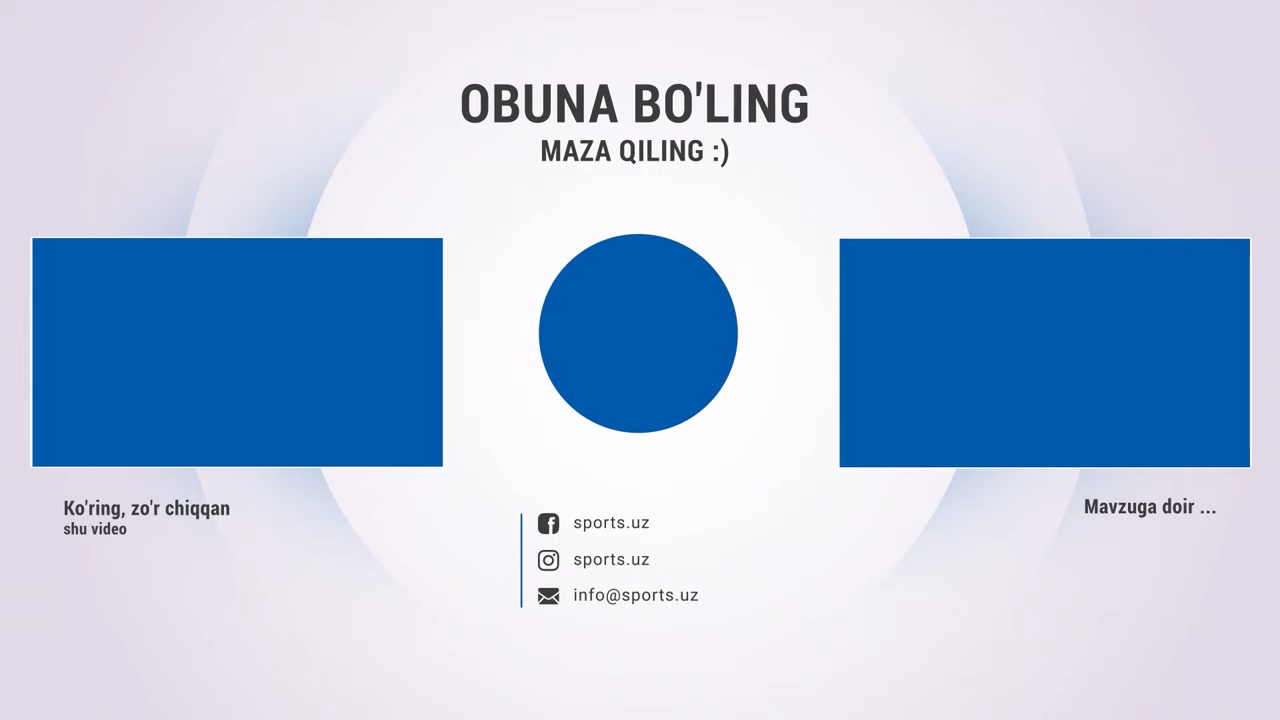 OBUNA BO'LING
MAZA QILING :)
Ko'ring, zo'r chiqqan
shu video
Mavzuga doir ...
sports.uz
sports.uz
info@sports.uz